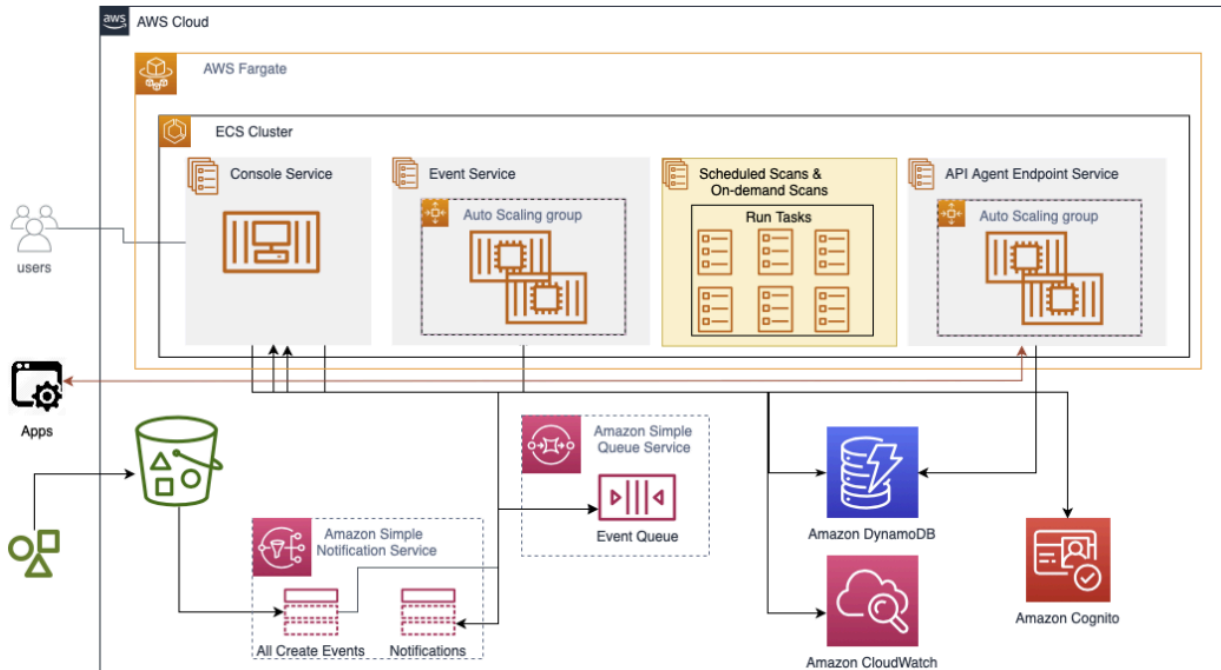 aws
AWS Cloud
AWS Fargate
ECS Cluster
Console Service
Event Service
Auto Scaling group
Scheduled Scans &
On-demand Scans
Run Tasks
API Agent Endpoint Service
Auto Scaling group
users
Apps
Amazon Simple
Queue Service
Event Queue
Amazon Simple
Notification Service
All Create Events
Notifications
Amazon DynamoDB
Amazon Cognito
Amazon CloudWatch